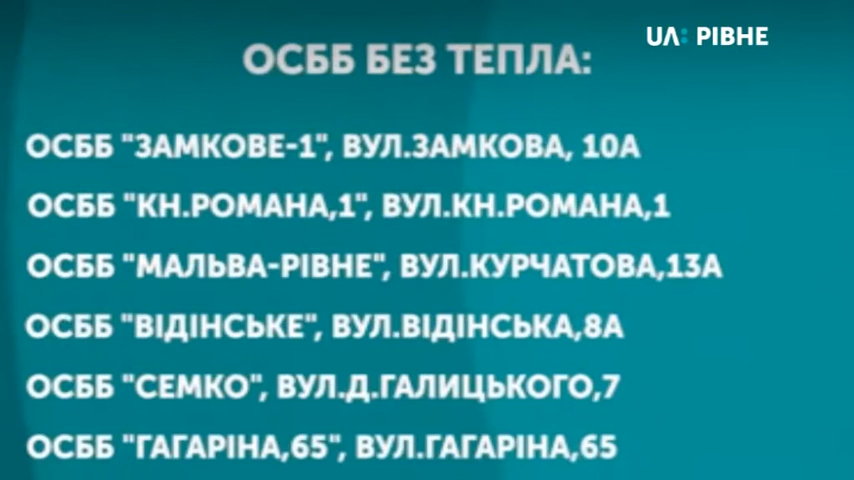 UA: РІВНЕ
ОСББ БЕЗ ТЕПЛА:
ОСББ "ЗАМКОВЕ-1", ВУЛ.ЗАМКОВА, 10А
ОСББ "КН.РОМАНА,1", ВУЛ.КН.РОМАНА,1
ОСББ "МАЛЬВА-РІВНЕ", ВУЛ.КУРЧАТОВА,13А
ОСББ "ВІДІНСЬКЕ", ВУЛ.ВІДІНСЬКА,8А
ОСББ "СЕМКО", ВУЛ.Д.ГАЛИЦЬКОГО,7
ОСББ "ГАГАРІНА,65", ВУЛ.ГАГАРІНА,65